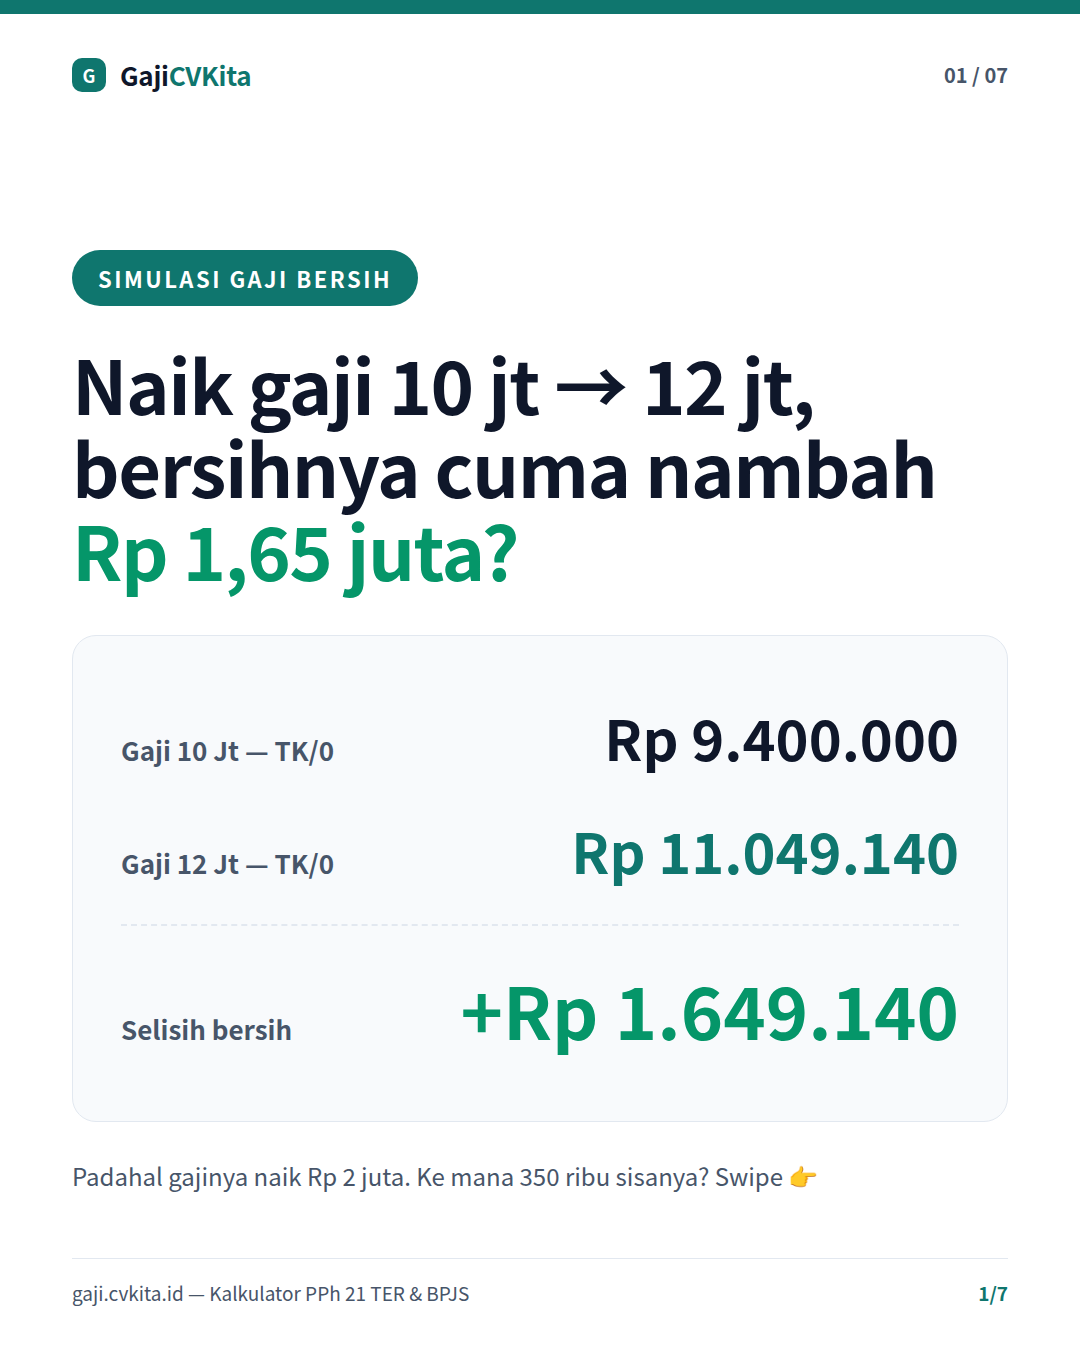 G GajiCVKita
01 / 07
SIMULASI GAJI BERSIH
Naik gaji 10 jt → 12 jt,
bersihnya cuma nambah
Rp 1,65 juta?
Gaji 10 Jt — TK/0 Rp 9.400.000
Gaji 12 Jt — TK/0 Rp 11.049.140
Selisih bersih +Rp 1.649.140
Padahal gajinya naik Rp 2 juta. Ke mana 350 ribu sisanya? Swipe 👉
gaji.cvkita.id — Kalkulator PPh 21 TER & BPJS
1/7